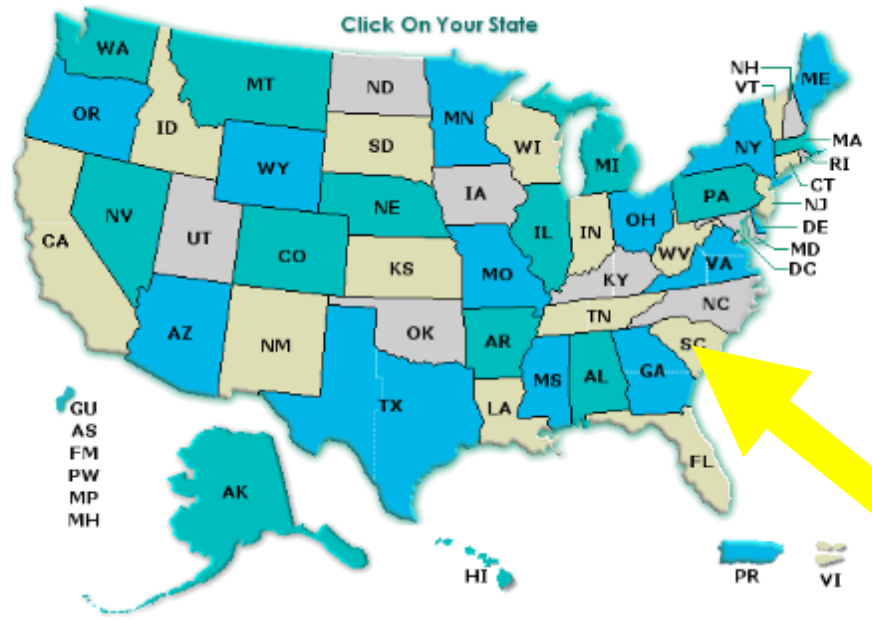 Click On Your State
WA
MT
ND
MN
NH
VT
ME
OR
ID
SD
WI
MI
NY
MA
RI
CT
NJ
WY
IA
NE
PA
NV
UT
CO
IL
IN
OH
DE
MD
DC
CA
KS
MO
WV
VA
KY
NC
TN
AZ
NM
OK
AR
SC
MS
AL
GA
TX
LA
FL
GU
AS
FM
PW
MP
MH
AK
HI
PR
VI